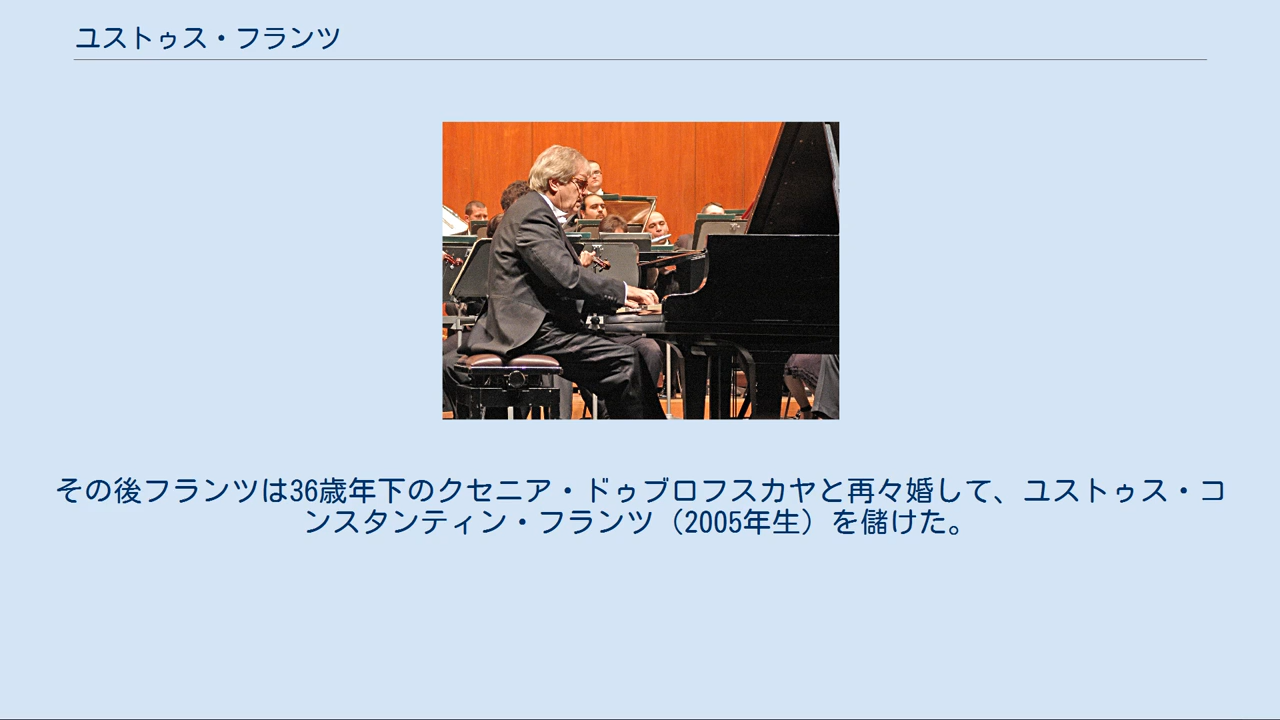 ユストゥス・フランツ
その後フランツは36歳年下のクセニア・ドゥブロフスカヤと再々婚して、ユストゥス・コ
ンスタンティン・フランツ（2005年生）を儲けた。